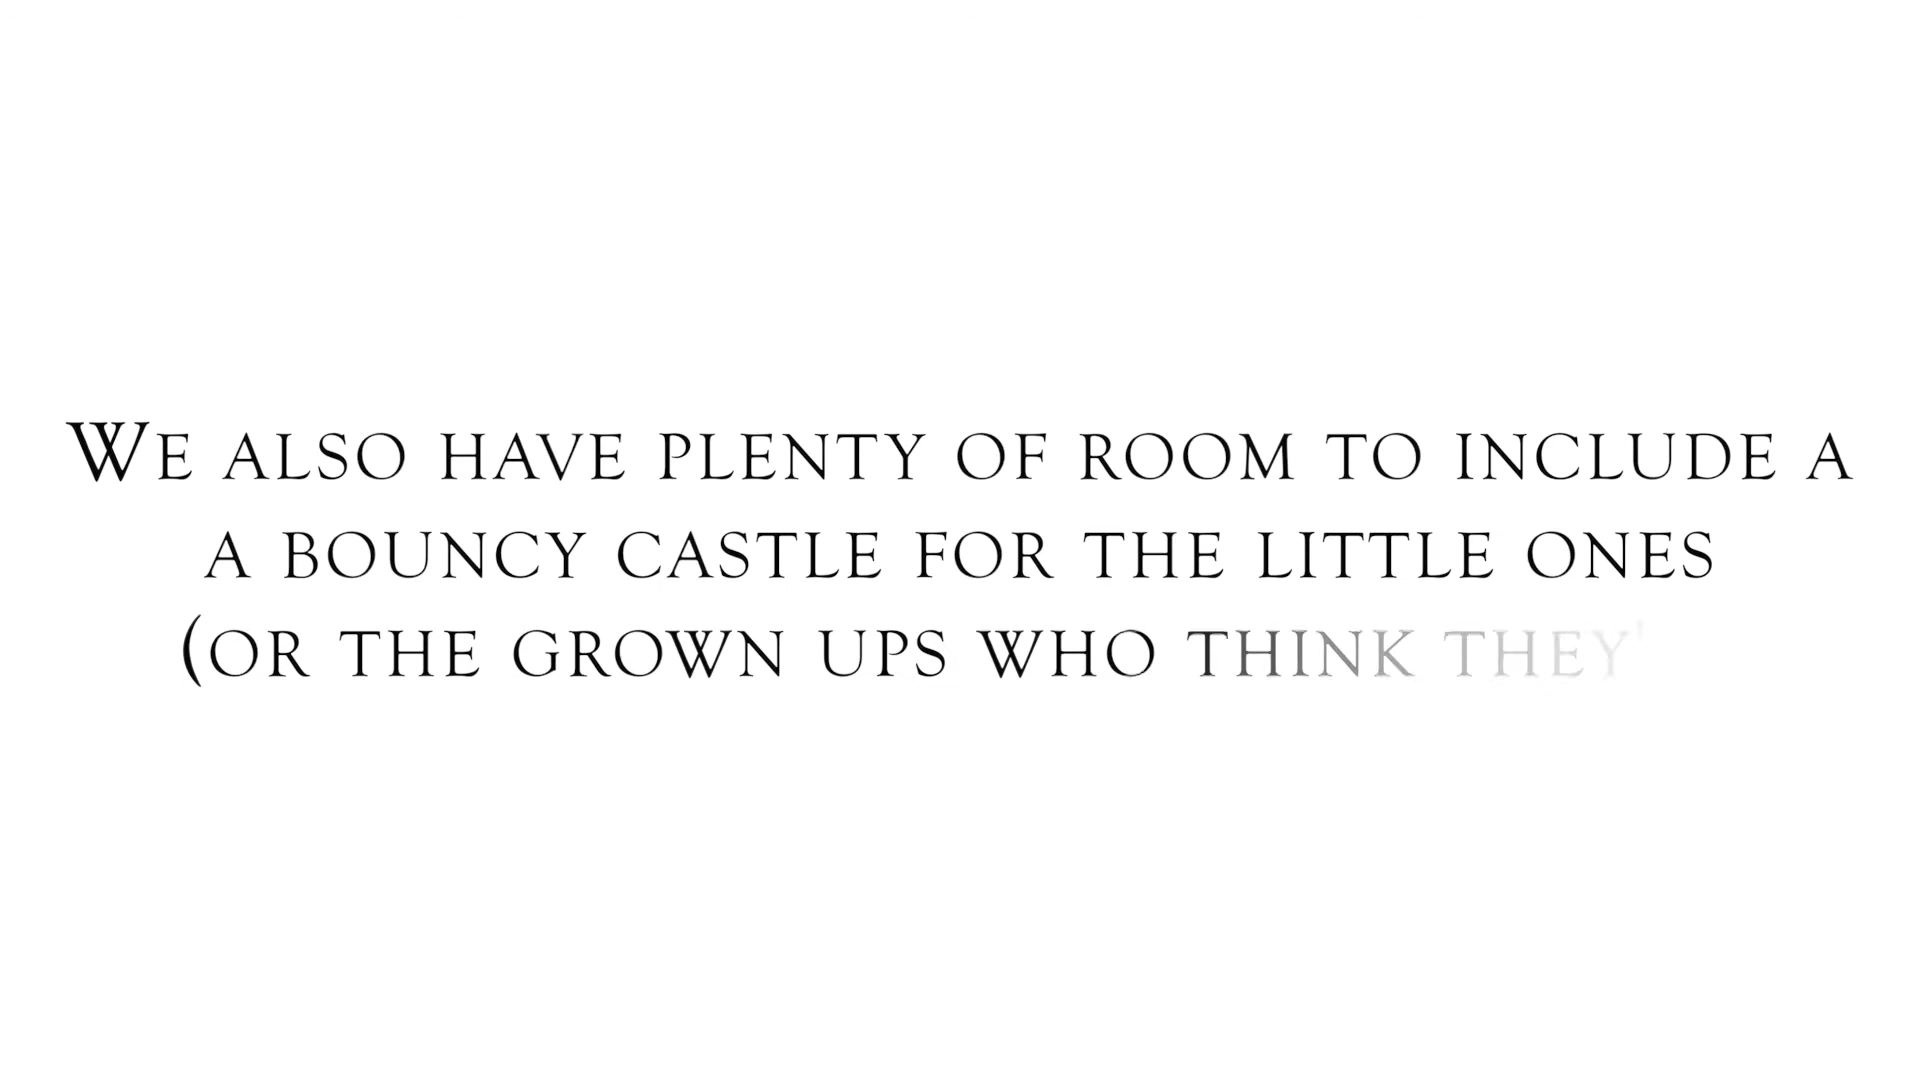 We also have plenty of room to include a
a bouncy castle for the little ones
(or the grown ups who think they'